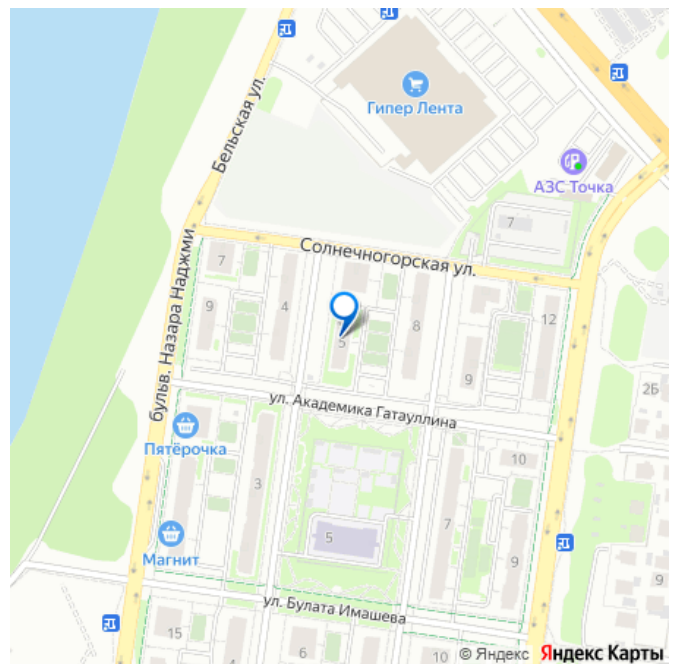 Бельская ул.
Гипер Лента
АЗС Точка
7
Солнечногорская ул.
бульв. Назара Наджми
7
9
4
5
8
12
9
2Б
ул. Академика Гатауллина
Пятёрочка
3
10
5
7
9
Магнит
9
ул. Булата Имашева
15
6
10
© Яндекс Яндекс Карты